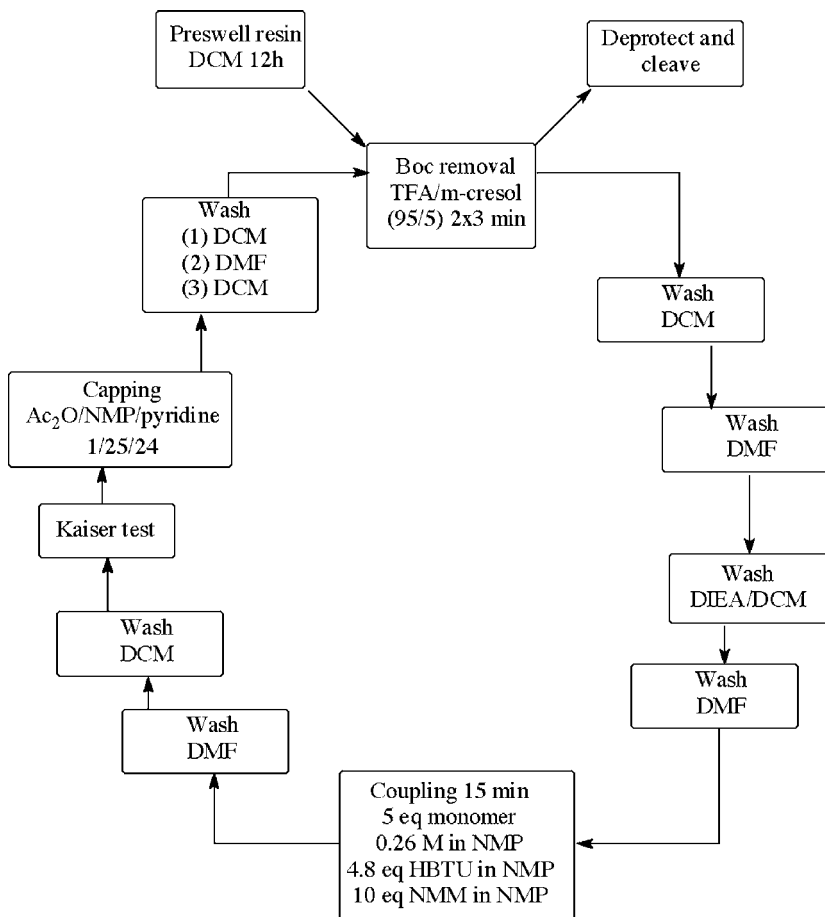 Preswell resin
DCM 12h
Deprotect and
cleave
Boc removal
TFA/m-cresol
(95/5) 2x3 min
Wash
DCM
Wash
DMF
Wash
DIEA/DCM
Wash
DMF
Coupling 15 min
5 eq monomer
0.26 M in NMP
4.8 eq HBTU in NMP
10 eq NMM in NMP
Wash
DMF
Wash
DCM
Kaiser test
Capping
Ac₂O/NMP/pyridine
1/25/24
Wash
(1) DCM
(2) DMF
(3) DCM